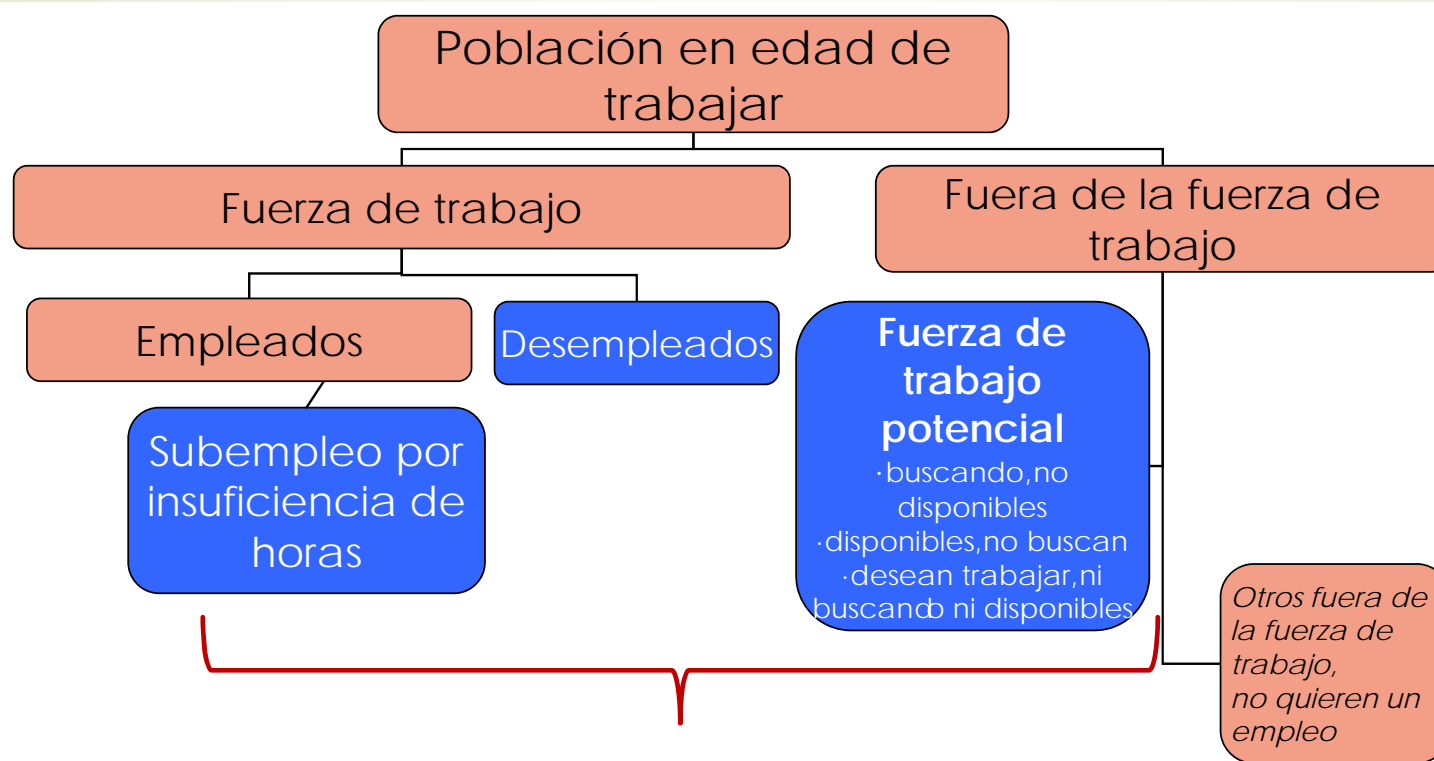 Población en edad de
trabajar
Fuerza de trabajo
Fuera de la fuerza de
trabajo
Empleados
Desempleados
Subempleo por
insuficiencia de
horas
Fuerza de
trabajo
potencial
·buscando,no
disponibles
·disponibles,no buscan
·desean trabajar,ni
buscando ni disponibles
Otros fuera de
la fuerza de
trabajo,
no quieren un
empleo